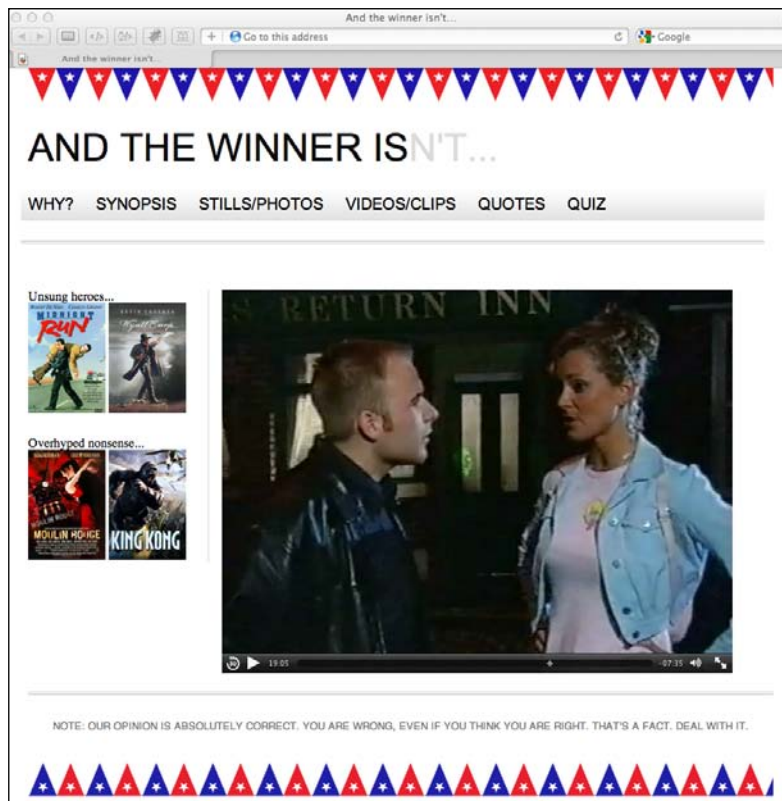 And the winner isn't...
Go to this address
Google
And the winner isn't...
AND THE WINNER ISN'T...
WHY? SYNOPSIS STILLS/PHOTOS VIDEOS/CLIPS QUOTES QUIZ
Unsung heroes...
MIDNIGHT
RUN
Wyatt Earp
S RETURN INN
Overhyped nonsense...
MOULIN ROUGE
KING KONG
30
19:05
-07:35
NOTE: OUR OPINION IS ABSOLUTELY CORRECT. YOU ARE WRONG, EVEN IF YOU THINK YOU ARE RIGHT. THAT'S A FACT. DEAL WITH IT.